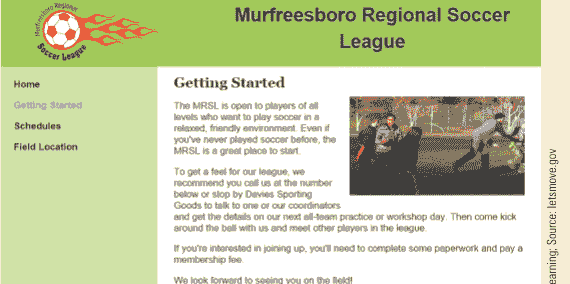 Murfreesboro Regional
Soccer League
Murfreesboro Regional Soccer
League
Home
Getting Started
Schedules
Field Location
Getting Started
The MRSL is open to players of all
levels who want to play soccer in a
relaxed, friendly environment. Even if
you've never played soccer before, the
MRSL is a great place to start.
To get a feel for our league, we
recommend you call us at the number
below or stop by Davies Sporting
Goods to talk to one or our coordinators
and get the details on our next all-team practice or workshop day. Then come kick
around the ball with us and meet other players in the league.
If you're interested in joining up, you'll need to complete some paperwork and pay a
membership fee.
We look forward to seeing you on the field!
earning; Source: letsmove.gov